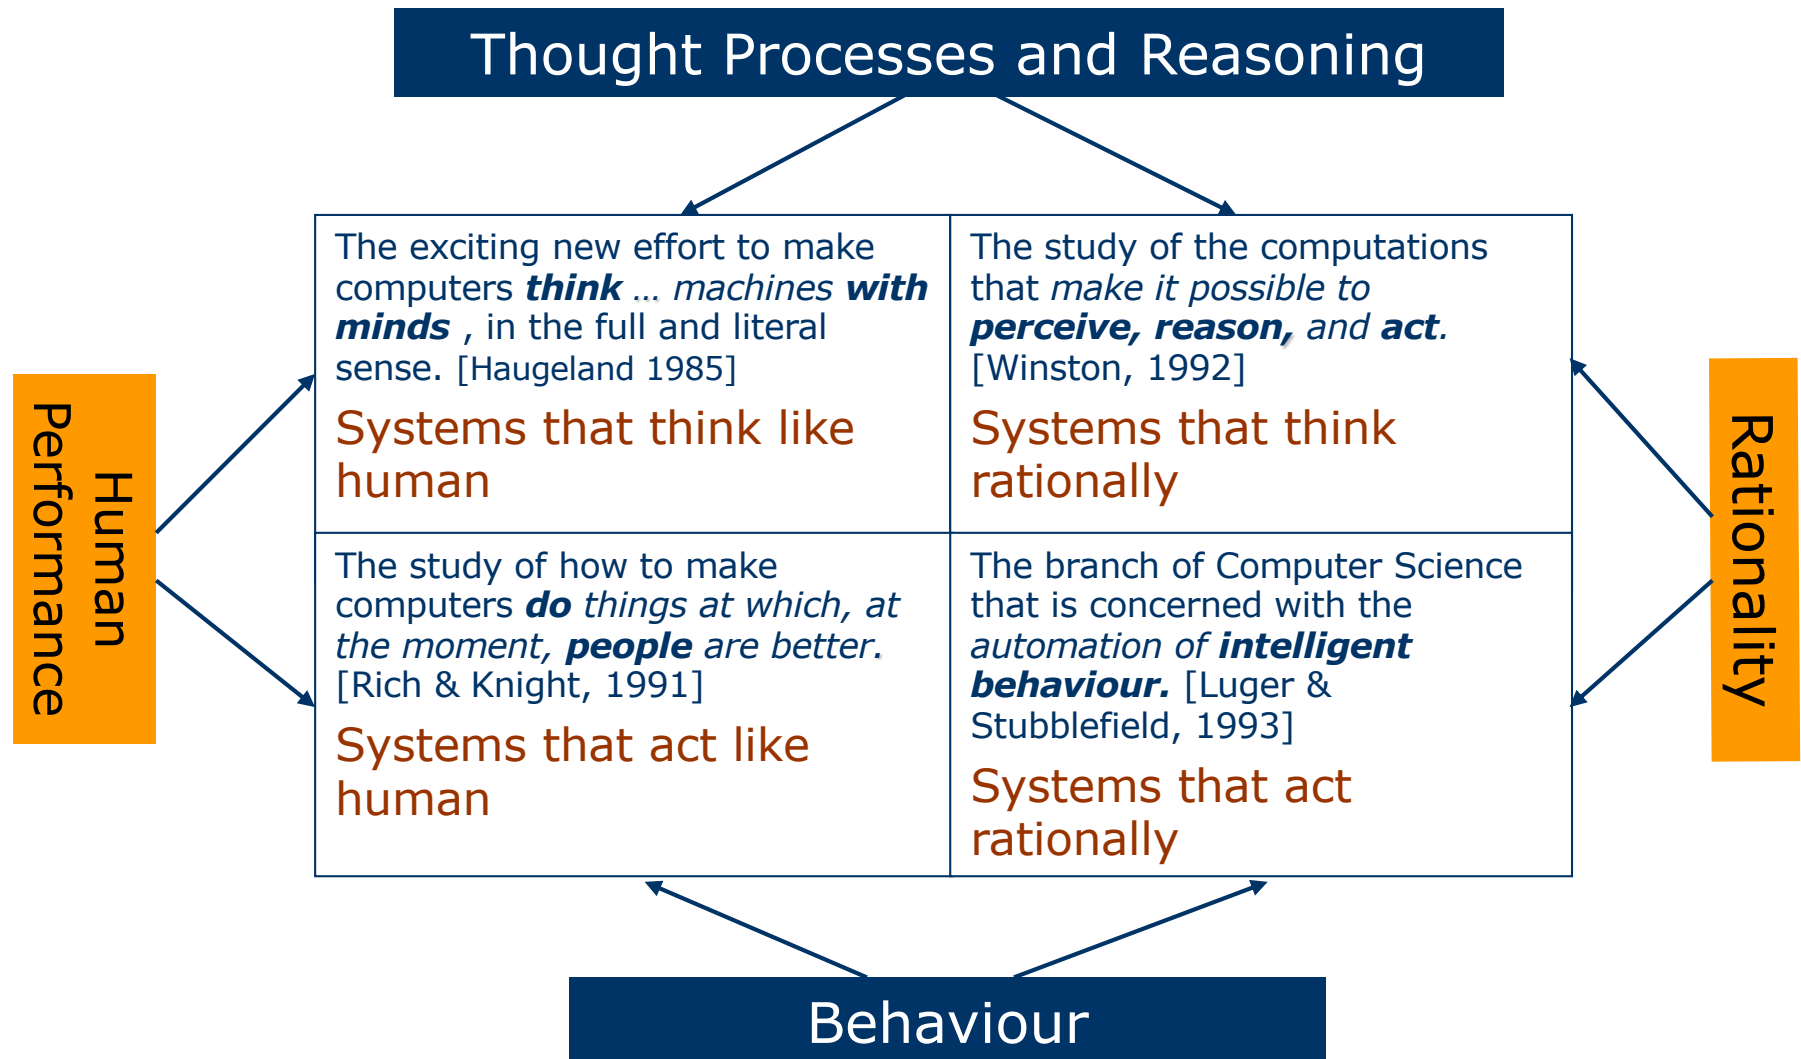 Thought Processes and Reasoning
The exciting new effort to make
computers think ... machines with
minds , in the full and literal
sense. [Haugeland 1985]
Systems that think like
human
The study of the computations
that make it possible to
perceive, reason, and act.
[Winston, 1992]
Systems that think
rationally
Human
Performance
Rationality
The study of how to make
computers do things at which, at
the moment, people are better.
[Rich & Knight, 1991]
Systems that act like
human
The branch of Computer Science
that is concerned with the
automation of intelligent
behaviour. [Luger &
Stubblefield, 1993]
Systems that act
rationally
Behaviour